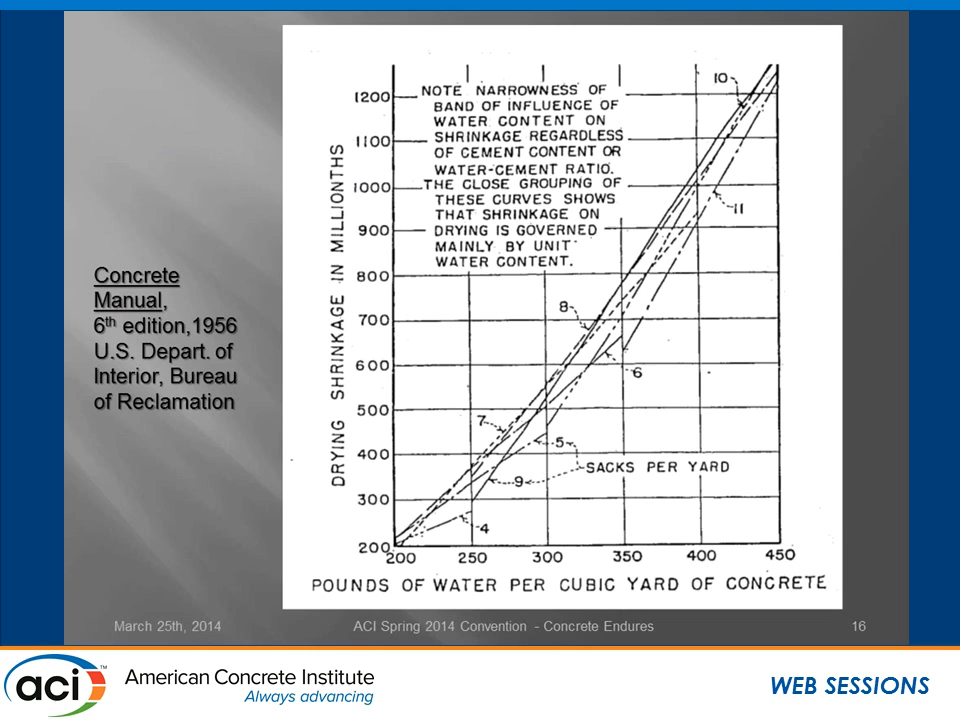 Concrete
Manual,
6th edition,1956
U.S. Depart. of
Interior, Bureau
of Reclamation
NOTE NARROWNESS OF
BAND OF INFLUENCE OF
WATER CONTENT ON
SHRINKAGE REGARDLESS
OF CEMENT CONTENT OR
WATER-CEMENT RATIO.
THE CLOSE GROUPING OF
THESE CURVES SHOWS
THAT SHRINKAGE ON
DRYING IS GOVERNED
MAINLY BY UNIT
WATER CONTENT.
DRYING SHRINKAGE IN MILLIONTHS
1200
1100
1000
900
800
700
600
500
400
300
200
10
11
8
6
7
5
SACKS PER YARD
9
4
200 250 300 350 400 450
POUNDS OF WATER PER CUBIC YARD OF CONCRETE
March 25th, 2014 ACI Spring 2014 Convention - Concrete Endures 16
aci™
American Concrete Institute
Always advancing
WEB SESSIONS